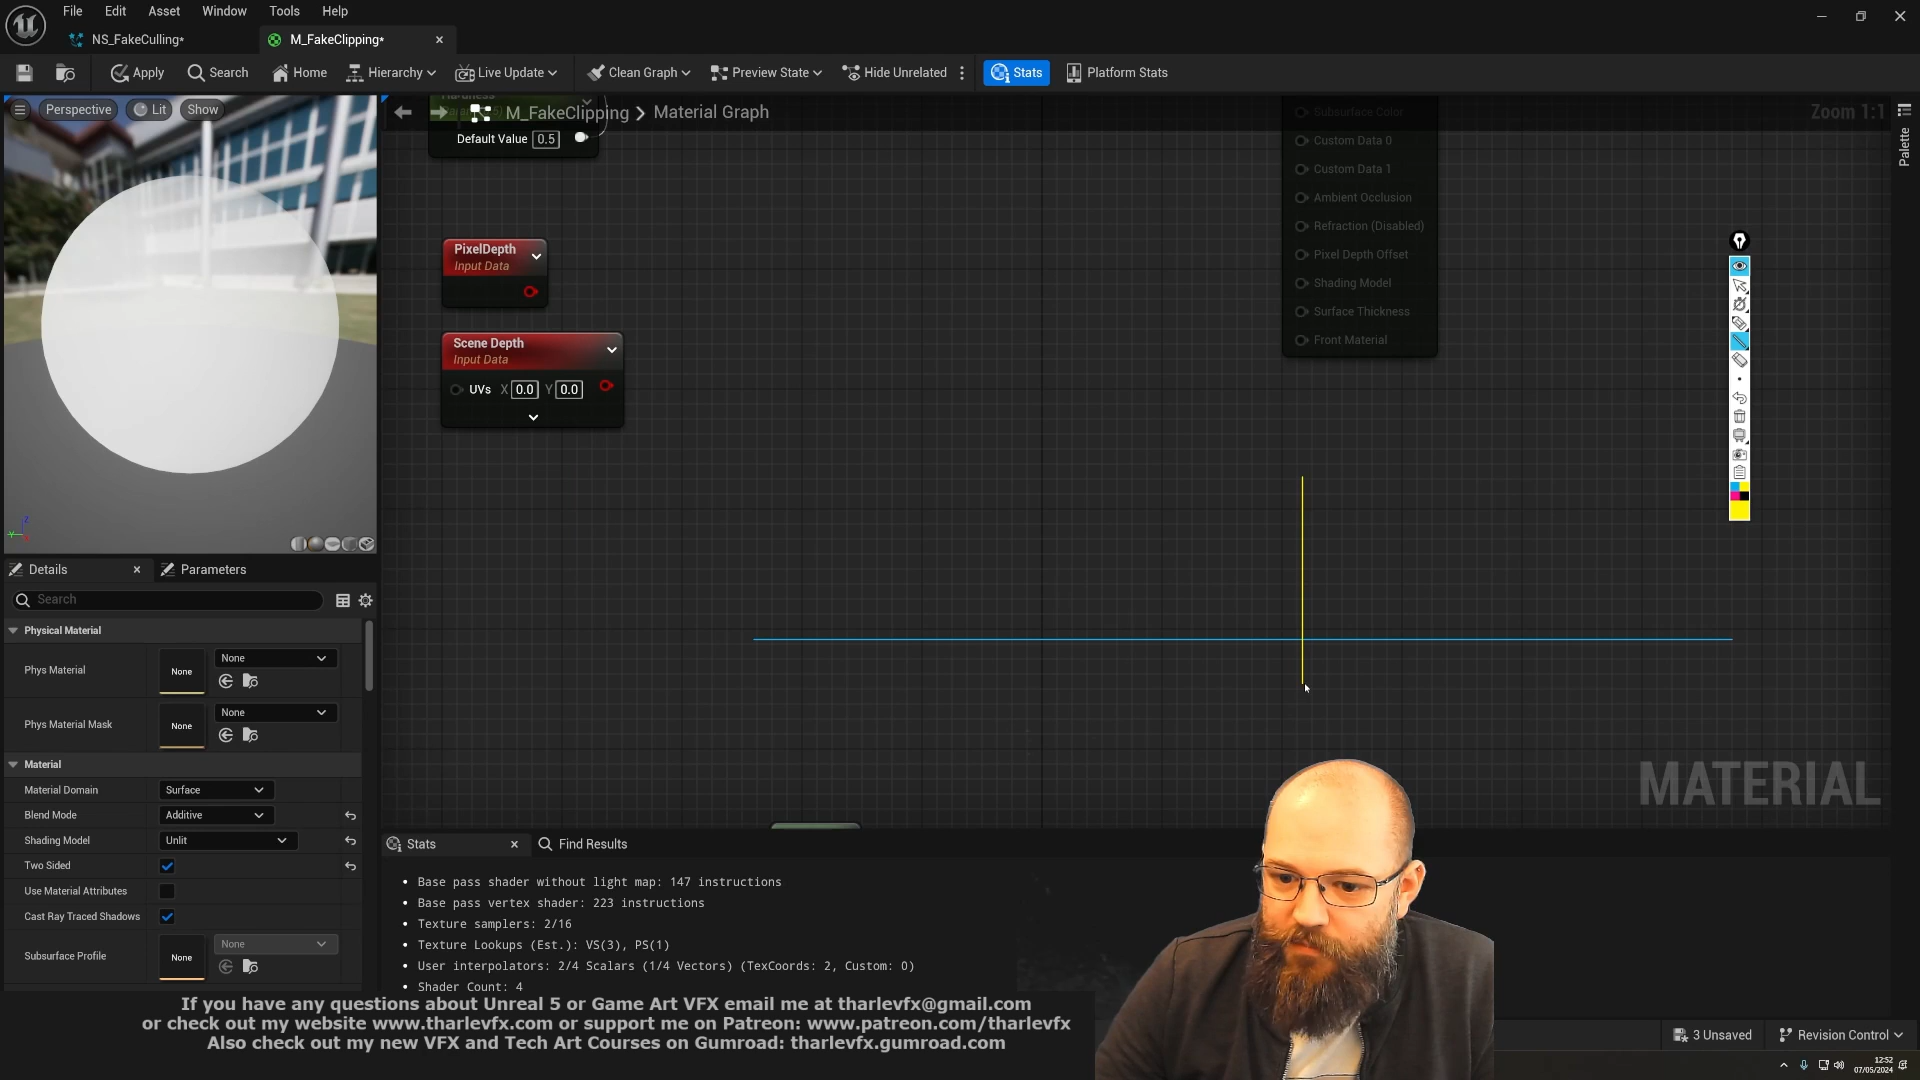 File Edit Asset Window Tools Help
NS_FakeCulling* M_FakeClipping*
Apply Search Home Hierarchy Live Update Clean Graph Preview State Hide Unrelated Stats Platform Stats
Perspective Lit Show
M_FakeClipping > Material Graph
Zoom 1:1
Palette
Hardness
Default Value 0.5
PixelDepth
Input Data
Scene Depth
Input Data
UVs X 0.0 Y 0.0
Subsurface Color
Custom Data 0
Custom Data 1
Ambient Occlusion
Refraction (Disabled)
Pixel Depth Offset
Shading Model
Surface Thickness
Front Material
MATERIAL
Details Parameters
Search
Physical Material
Phys Material None None
Phys Material Mask None None
Material
Material Domain Surface
Blend Mode Additive
Shading Model Unlit
Two Sided
Use Material Attributes
Cast Ray Traced Shadows
Subsurface Profile None None
Stats Find Results
• Base pass shader without light map: 147 instructions
• Base pass vertex shader: 223 instructions
• Texture samplers: 2/16
• Texture Lookups (Est.): VS(3), PS(1)
• User interpolators: 2/4 Scalars (1/4 Vectors) (TexCoords: 2, Custom: 0)
• Shader Count: 4
If you have any questions about Unreal 5 or Game Art VFX email me at tharlevfx@gmail.com
or check out my website www.tharlevfx.com or support me on Patreon: www.patreon.com/tharlevfx
Also check out my new VFX and Tech Art Courses on Gumroad: tharlevfx.gumroad.com
3 Unsaved Revision Control
12:52
07/05/2024